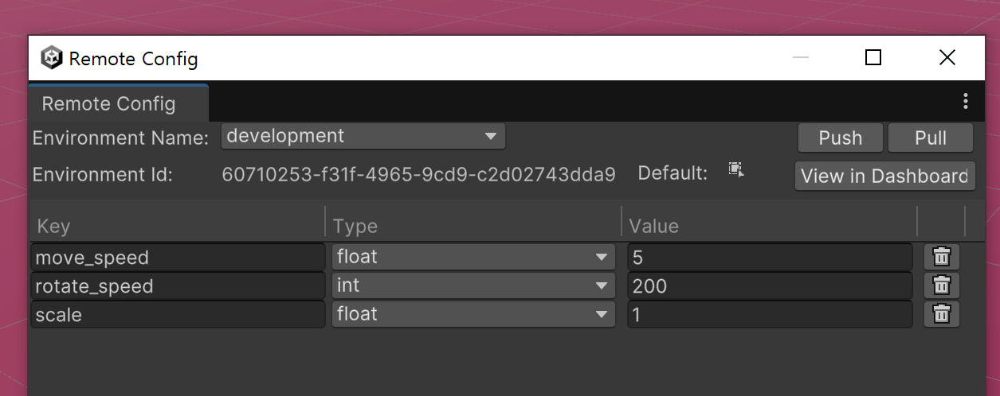 Remote Config
Remote Config
Environment Name: development Push Pull
Environment Id: 60710253-f31f-4965-9cd9-c2d02743dda9 Default: View in Dashboard
Key Type Value
move_speed float 5
rotate_speed int 200
scale float 1